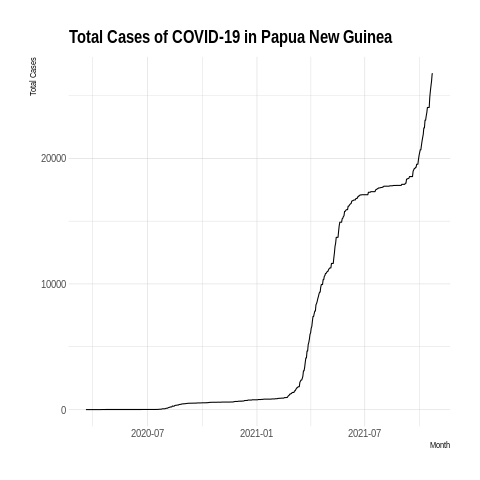 Total Cases of COVID-19 in Papua New Guinea
Total Cases
20000
10000
0
2020-07
2021-01
2021-07
Month